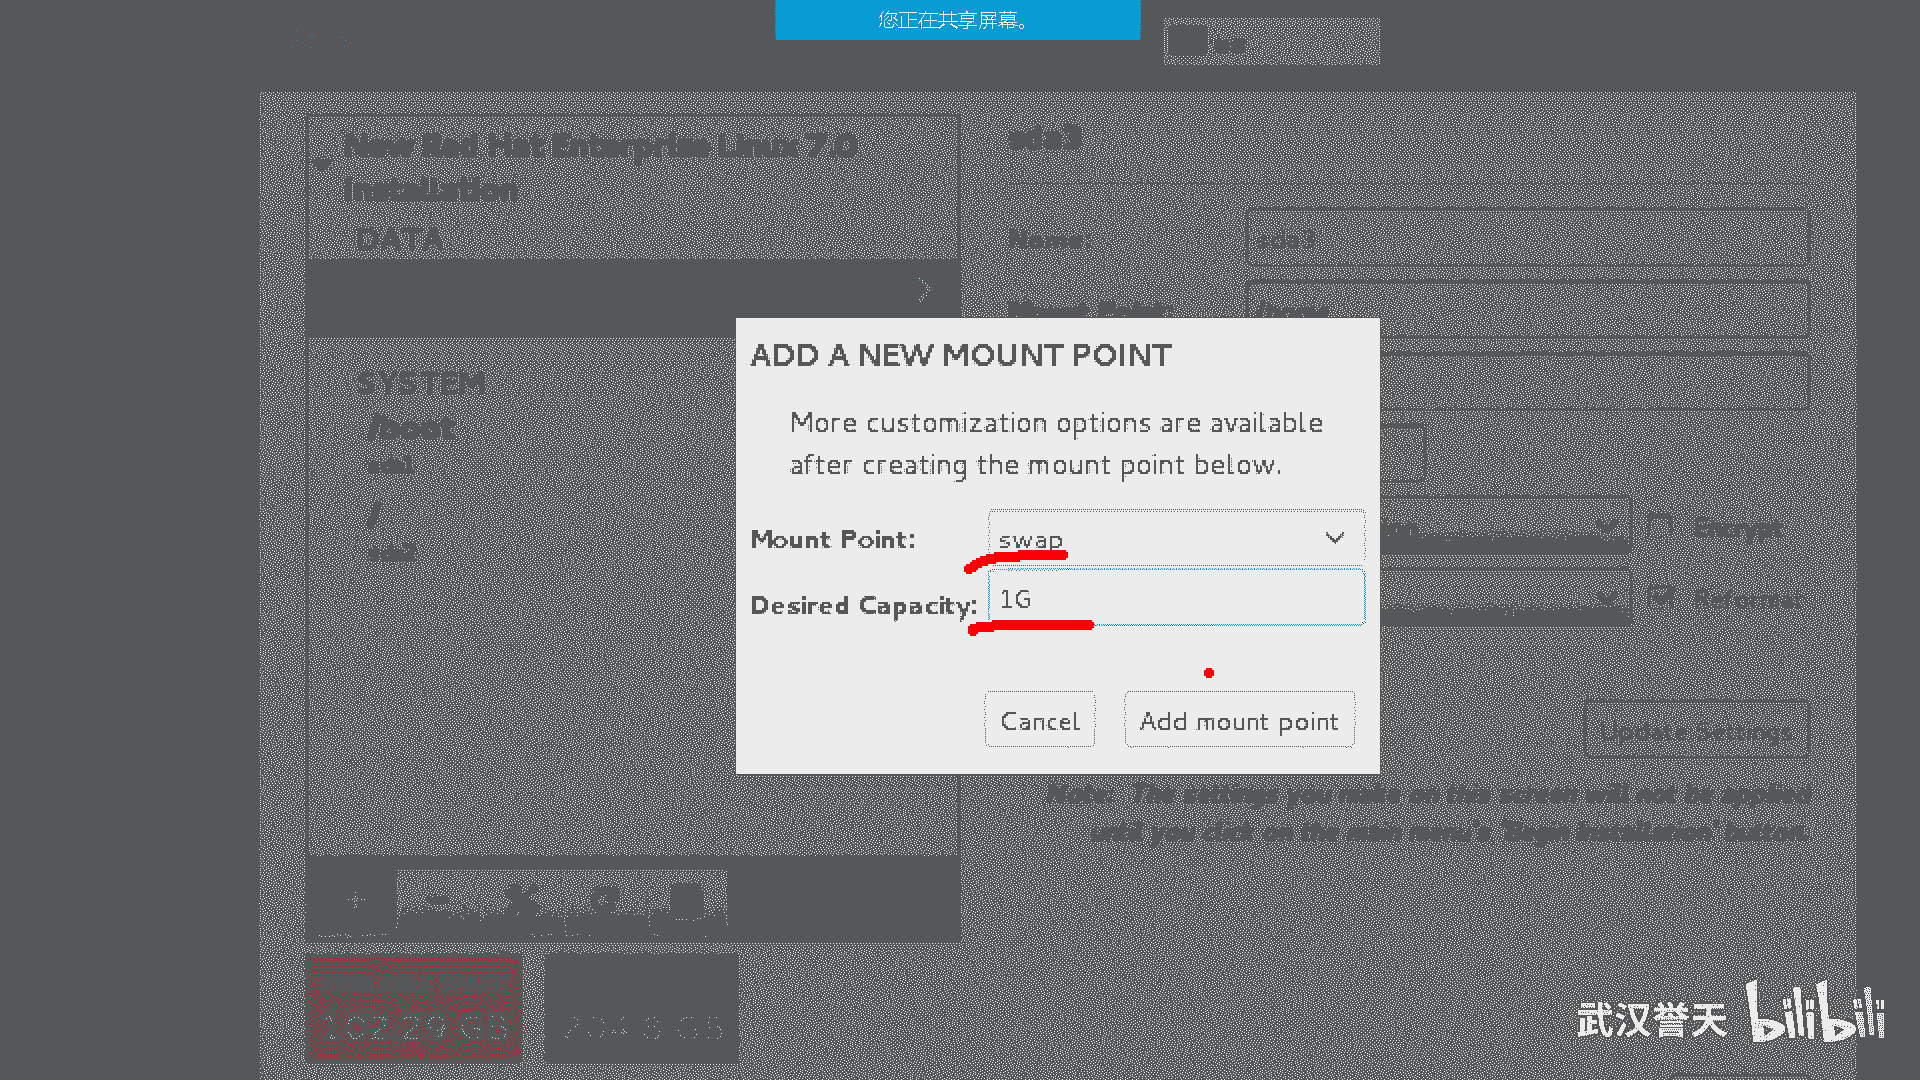 您正在共享屏幕。
New Red Hat Enterprise Linux 7.0
Installation
DATA
SYSTEM
/boot
sda1
/
sda2
sda3
Name:
sda3
ADD A NEW MOUNT POINT
More customization options are available
after creating the mount point below.
Mount Point:
swap
Desired Capacity:
1G
Cancel
Add mount point
Encrypt
Reformat
Update Settings
Note: The settings you make on this screen will not be applied
until you click on the main menu's 'Begin Installation' button.
武汉誉天 bilibili